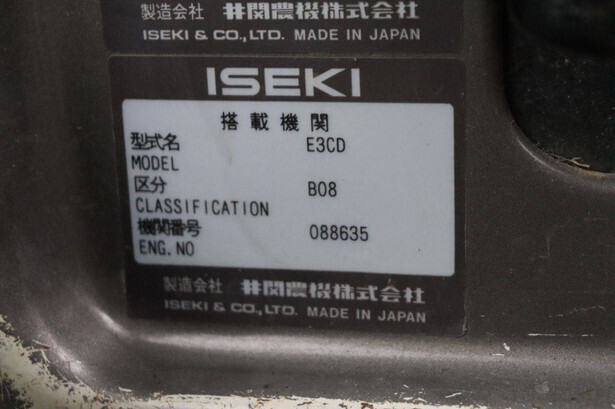 製造会社 井関農機株式会社
ISEKI & CO., LTD. MADE IN JAPAN
ISEKI
搭載機関
型式名 E3CD
MODEL
区分 B08
CLASSIFICATION
機関番号 088635
ENG. NO
製造会社 井関農機株式会社
ISEKI & CO., LTD. MADE IN JAPAN